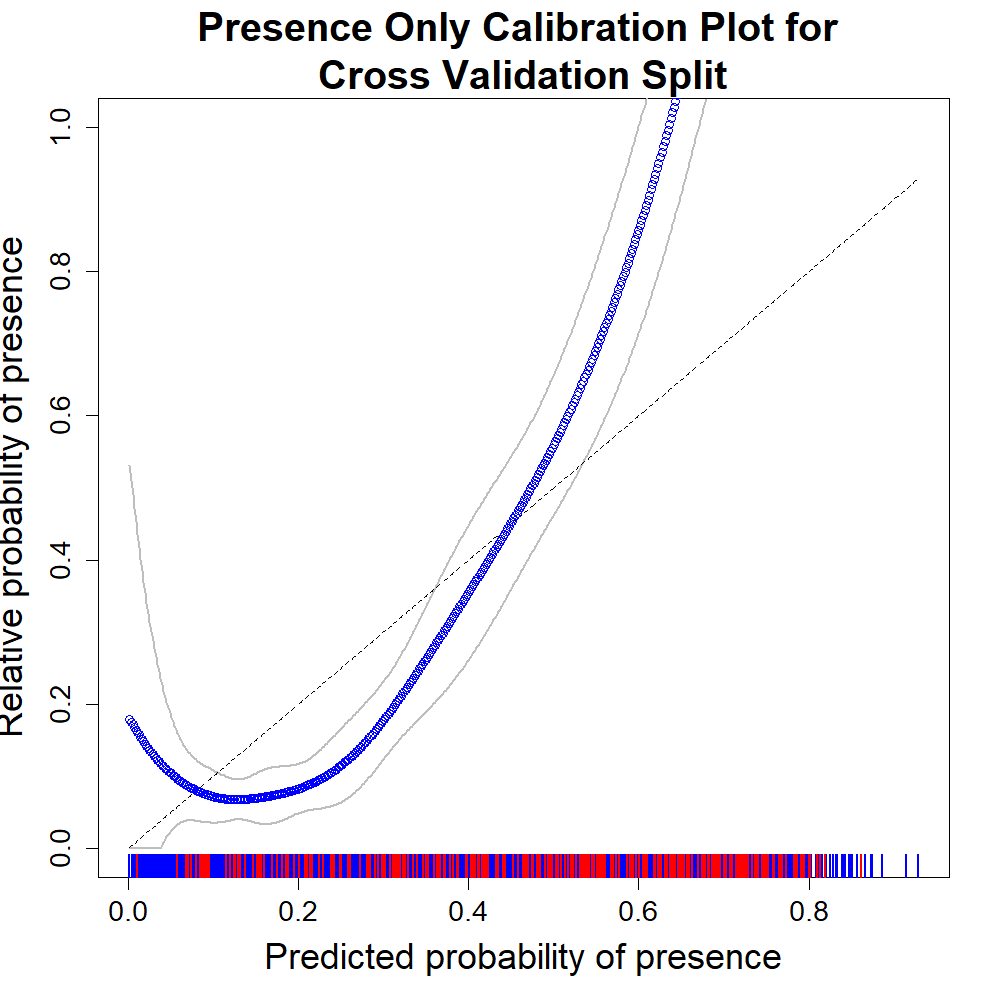 Presence Only Calibration Plot for
Cross Validation Split
Relative probability of presence
1.0
0.8
0.6
0.4
0.2
0.0
0.0 0.2 0.4 0.6 0.8
Predicted probability of presence